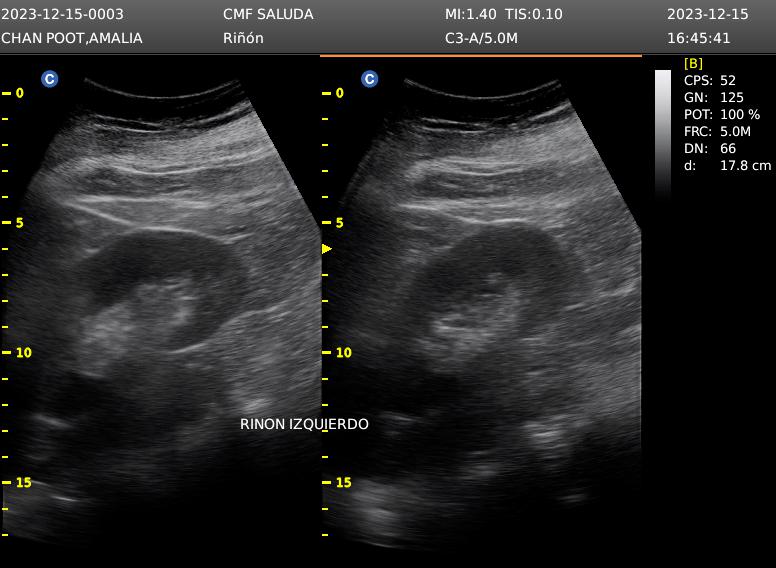 2023-12-15-0003 CMF SALUDA MI:1.40 TIS:0.10 2023-12-15
CHAN POOT,AMALIA Riñón C3-A/5.0M 16:45:41
C C
[B]
CPS: 52
GN: 125
POT: 100 %
FRC: 5.0M
DN: 66
d: 17.8 cm
0 0
5 5
10 10
RINON IZQUIERDO
15 15